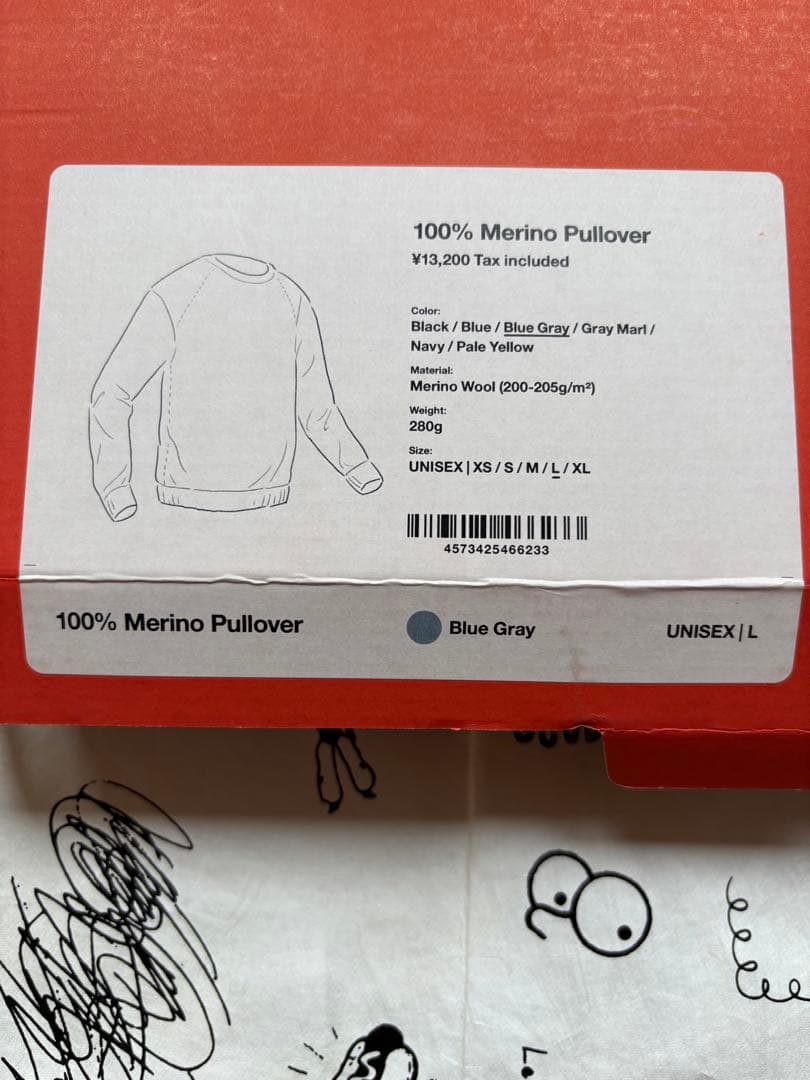 100% Merino Pullover
¥13,200 Tax included
Color:
Black / Blue / Blue Gray / Gray Marl /
Navy / Pale Yellow
Material:
Merino Wool (200-205g/m²)
Weight:
280g
Size:
UNISEX | XS / S / M / L / XL
4573425466233
100% Merino Pullover
Blue Gray
UNISEX | L